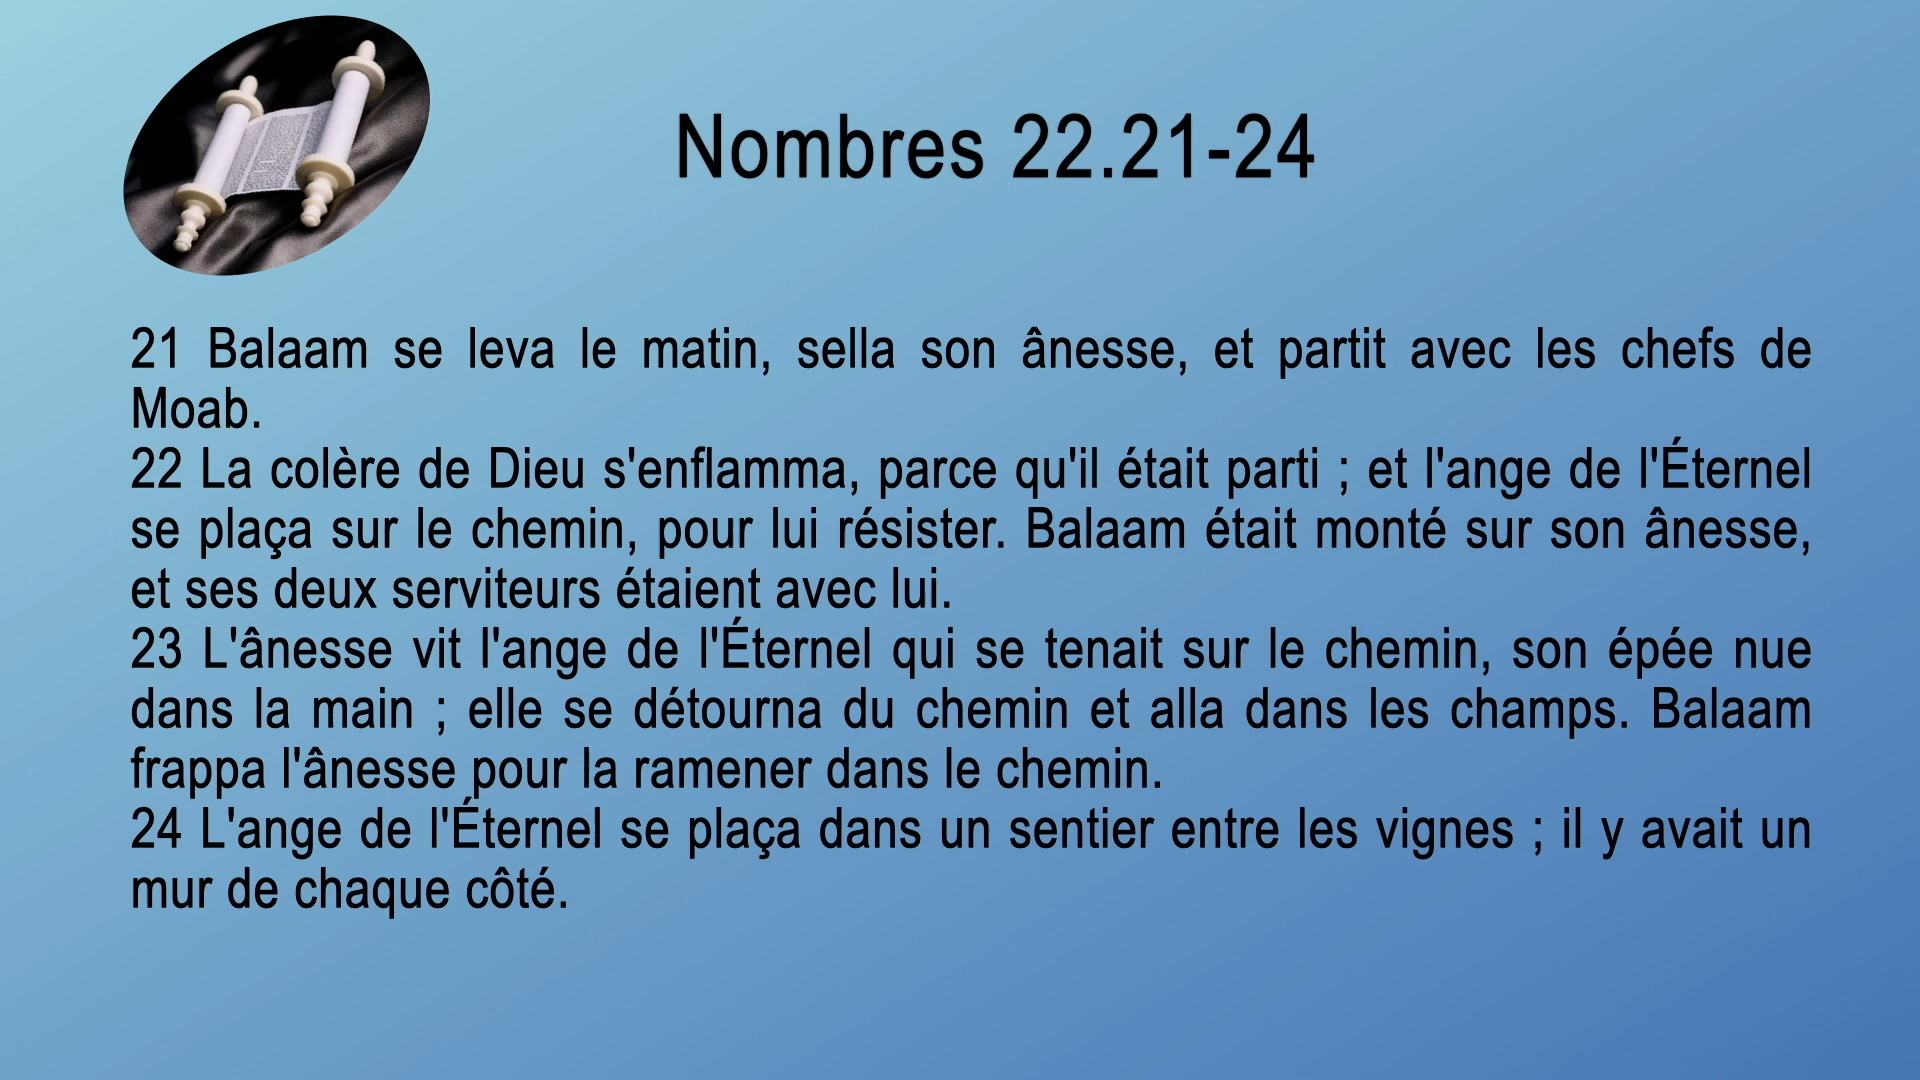 Nombres 22.21-24
21 Balaam se leva le matin, sella son ânesse, et partit avec les chefs de
Moab.
22 La colère de Dieu s'enflamma, parce qu'il était parti ; et l'ange de l'Éternel
se plaça sur le chemin, pour lui résister. Balaam était monté sur son ânesse,
et ses deux serviteurs étaient avec lui.
23 L'ânesse vit l'ange de l'Éternel qui se tenait sur le chemin, son épée nue
dans la main ; elle se détourna du chemin et alla dans les champs. Balaam
frappa l'ânesse pour la ramener dans le chemin.
24 L'ange de l'Éternel se plaça dans un sentier entre les vignes ; il y avait un
mur de chaque côté.